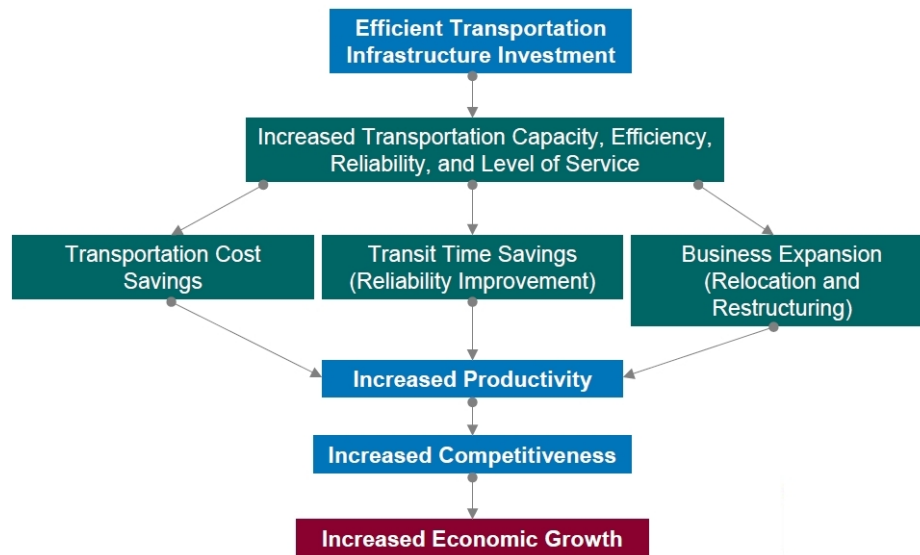 Efficient Transportation
Infrastructure Investment
Increased Transportation Capacity, Efficiency,
Reliability, and Level of Service
Transportation Cost
Savings
Transit Time Savings
(Reliability Improvement)
Business Expansion
(Relocation and
Restructuring)
Increased Productivity
Increased Competitiveness
Increased Economic Growth